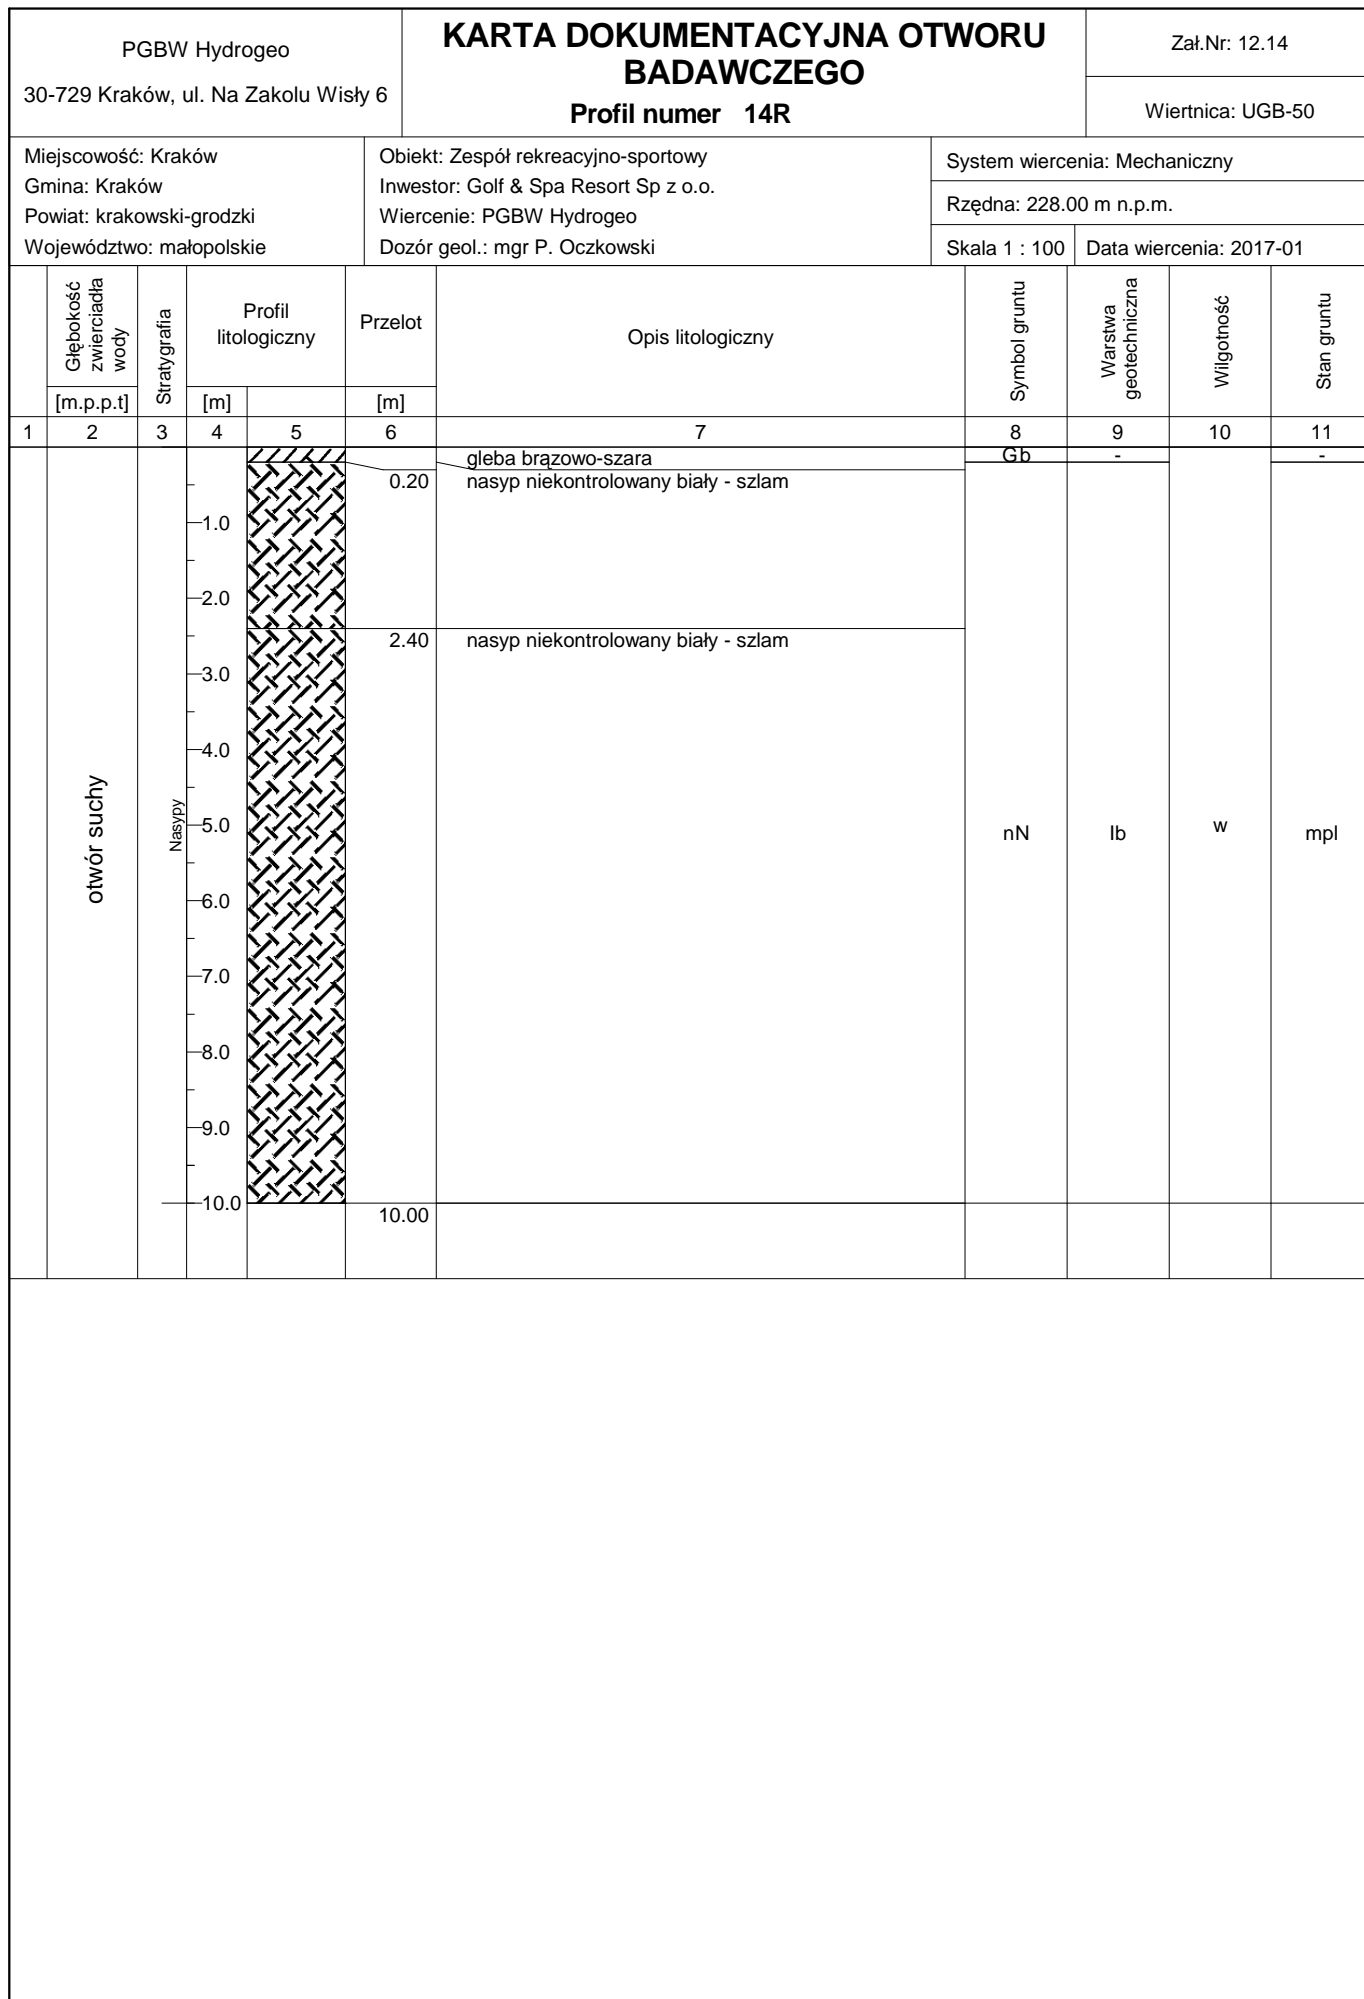 PGBW Hydrogeo
30-729 Kraków, ul. Na Zakolu Wisły 6
KARTA DOKUMENTACYJNA OTWORU
BADAWCZEGO
Profil numer 14R
Zał.Nr: 12.14
Wiertnica: UGB-50
Miejscowość: Kraków
Gmina: Kraków
Powiat: krakowski-grodzki
Województwo: małopolskie
Obiekt: Zespół rekreacyjno-sportowy
Inwestor: Golf & Spa Resort Sp z o.o.
Wiercenie: PGBW Hydrogeo
Dozór geol.: mgr P. Oczkowski
System wiercenia: Mechaniczny
Rzędna: 228.00 m n.p.m.
Skala 1 : 100
Data wiercenia: 2017-01
Głębokość
zwierciadła
wody
[m.p.p.t]
Stratygrafia
Profil
litologiczny
[m]
Przelot
[m]
Opis litologiczny
Symbol gruntu
Warstwa
geotechniczna
Wilgotność
Stan gruntu
1 2 3 4 5 6 7 8 9 10 11
gleba brązowo-szara Gb - -
0.20 nasyp niekontrolowany biały - szlam
1.0
2.0
2.40 nasyp niekontrolowany biały - szlam
3.0
4.0
otwór suchy
Nasypy
5.0
nN Ib w mpl
6.0
7.0
8.0
9.0
10.0
10.00